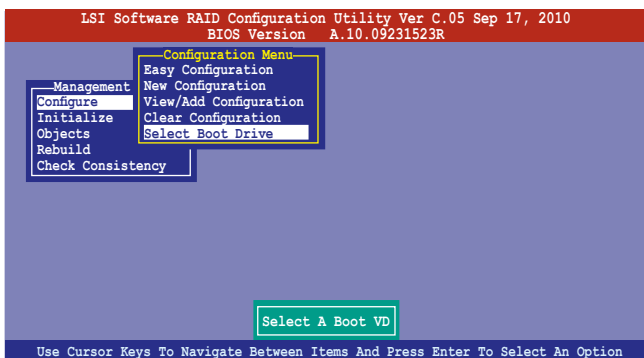 LSI Software RAID Configuration Utility Ver C.05 Sep 17, 2010
BIOS Version A.10.09231523R
Configuration Menu
Easy Configuration
New Configuration
View/Add Configuration
Clear Configuration
Select Boot Drive
Management
Configure
Initialize
Objects
Rebuild
Check Consistency
Select A Boot VD
Use Cursor Keys To Navigate Between Items And Press Enter To Select An Option